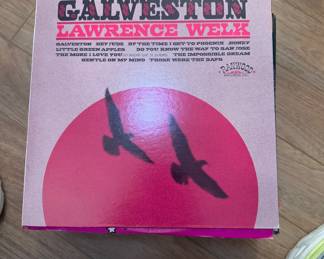 GALVESTON
LAWRENCE WELK
GALVESTON HEY JUDE BY THE TIME I GET TO PHOENIX HONEY
LITTLE GREEN APPLES DO YOU KNOW THE WAY TO SAN JOSE
THE MORE I LOVE YOU THE IMPOSSIBLE DREAM
GENTLE ON MY MIND THOSE WERE THE DAYS
RANWOOD